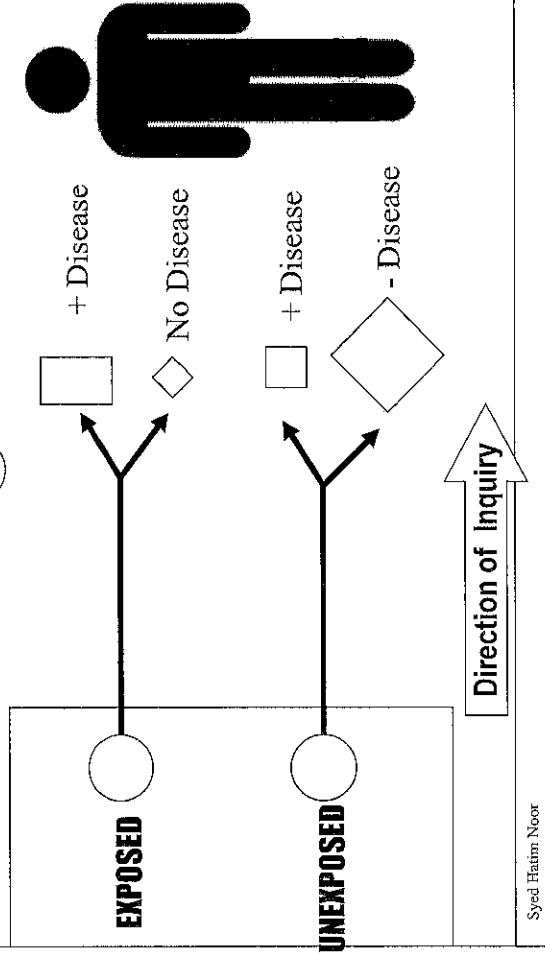 EXPOSED
+ Disease
No Disease
UNEXPOSED
+ Disease
- Disease
Direction of Inquiry
Syed Hatim Noor